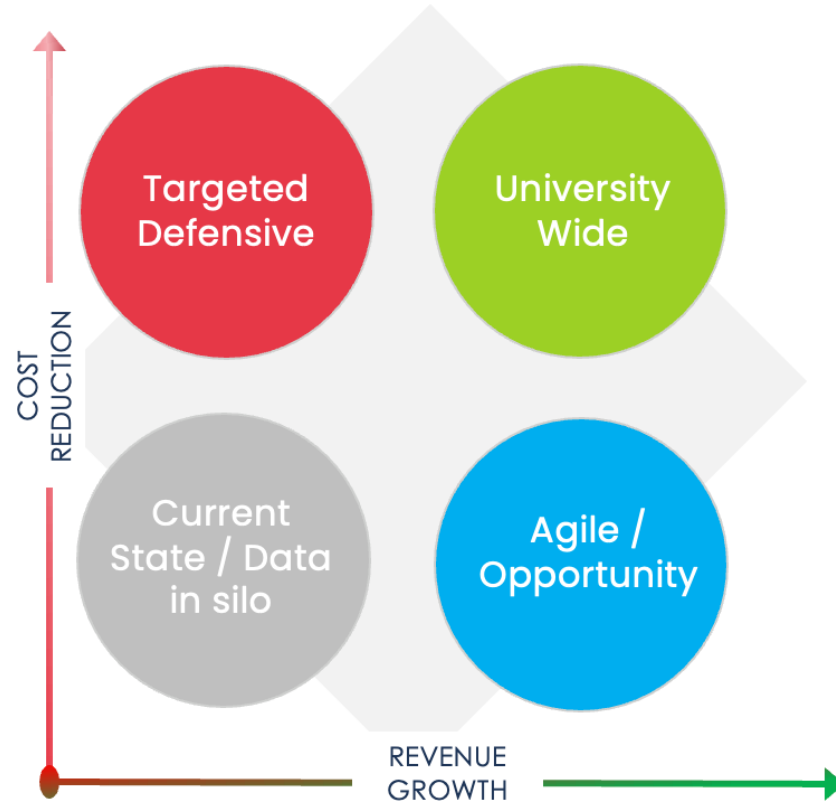 Targeted
Defensive
University
Wide
COST
REDUCTION
Current
State / Data
in silo
Agile /
Opportunity
REVENUE
GROWTH